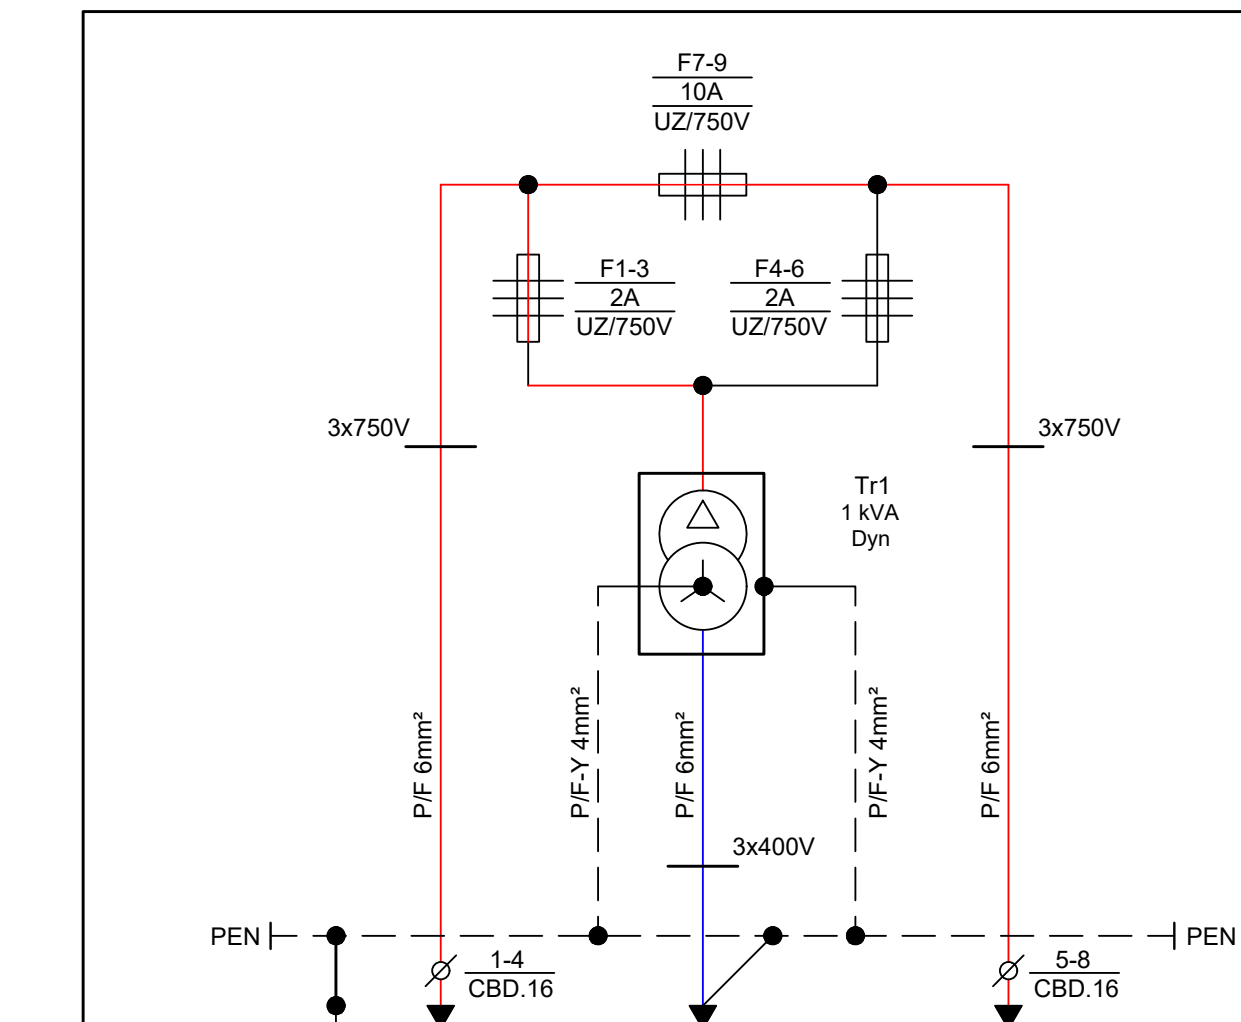 F7-9
10A
UZ/750V
F1-3
2A
UZ/750V
F4-6
2A
UZ/750V
3x750V
3x750V
Tr1
1 kVA
Dyn
P/F 6mm²
P/F-Y 4mm²
P/F 6mm²
P/F-Y 4mm²
P/F 6mm²
3x400V
PEN
PEN
1-4
CBD.16
5-8
CBD.16